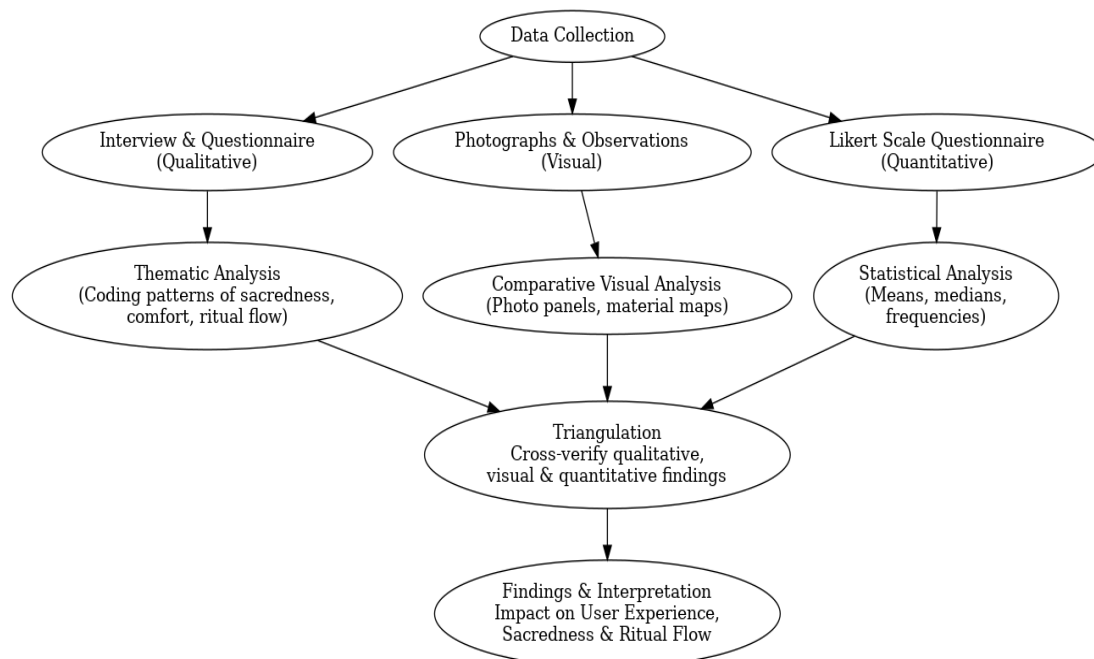 Data Collection
Interview & Questionnaire
(Qualitative)
Photographs & Observations
(Visual)
Likert Scale Questionnaire
(Quantitative)
Thematic Analysis
(Coding patterns of sacredness,
comfort, ritual flow)
Comparative Visual Analysis
(Photo panels, material maps)
Statistical Analysis
(Means, medians,
frequencies)
Triangulation
Cross-verify qualitative,
visual & quantitative findings
Findings & Interpretation
Impact on User Experience,
Sacredness & Ritual Flow